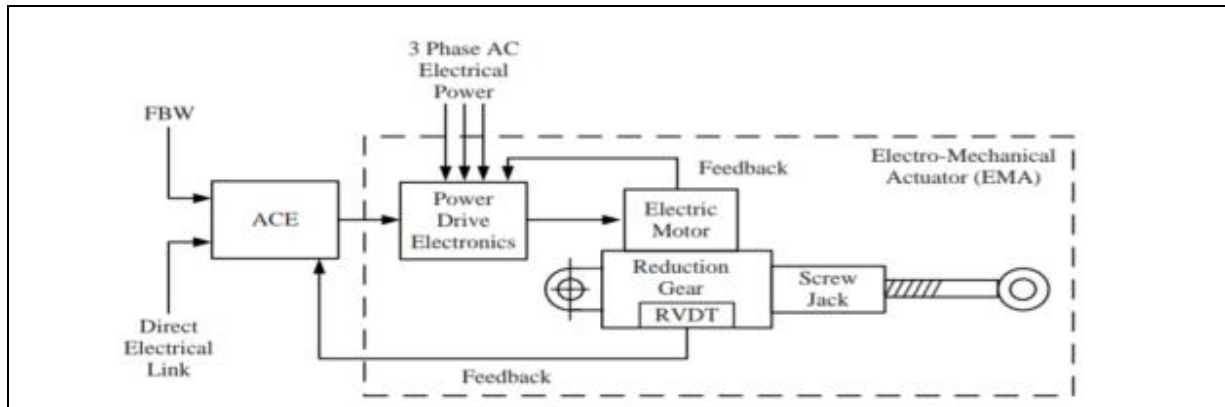 3 Phase AC
Electrical
Power
FBW
Feedback
Electro-Mechanical
Actuator (EMA)
ACE
Power
Drive
Electronics
Electric
Motor
Reduction
Gear
Screw
Jack
RVDT
Direct
Electrical
Link
Feedback